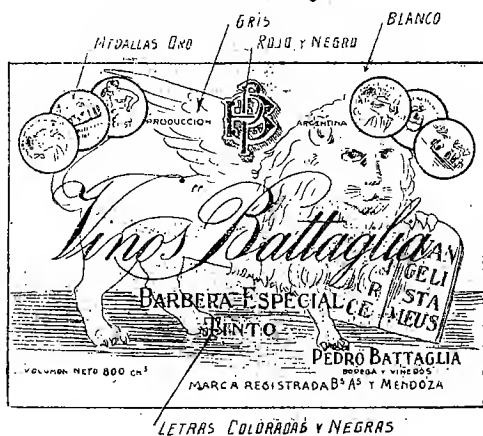 GRIS
BLANCO
MEDALLAS ORO
ROJO Y NEGRO
PRODUCCION
ARGENTINA
Vinos Battaglia
AN
GELI
STA
MEUS
R
CE
BARBERA ESPECIAL
TINTO
PEDRO BATTAGLIA
BODEGA Y VIÑEDOS
VOLUMEN NETO 800 CM³
MARCA REGISTRADA Bˢ Aˢ Y MENDOZA
LETRAS COLORADAS Y NEGRAS